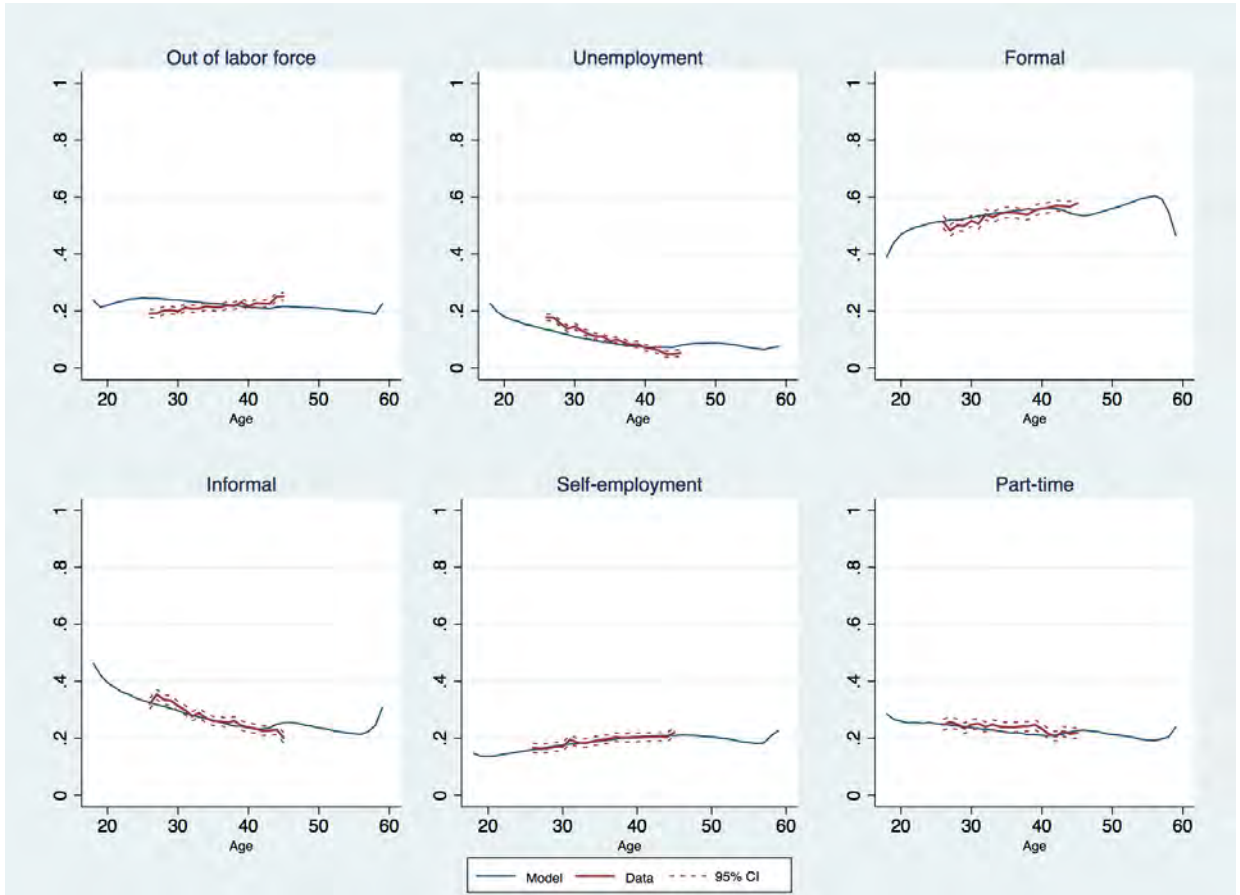 Out of labor force
Unemployment
Formal
0 .2 .4 .6 .8 1
0 .2 .4 .6 .8 1
0 .2 .4 .6 .8 1
20 30 40 50 60
20 30 40 50 60
20 30 40 50 60
Age
Age
Age
Informal
Self-employment
Part-time
0 .2 .4 .6 .8 1
0 .2 .4 .6 .8 1
0 .2 .4 .6 .8 1
20 30 40 50 60
20 30 40 50 60
20 30 40 50 60
Age
Age
Age
Model Data 95% CI